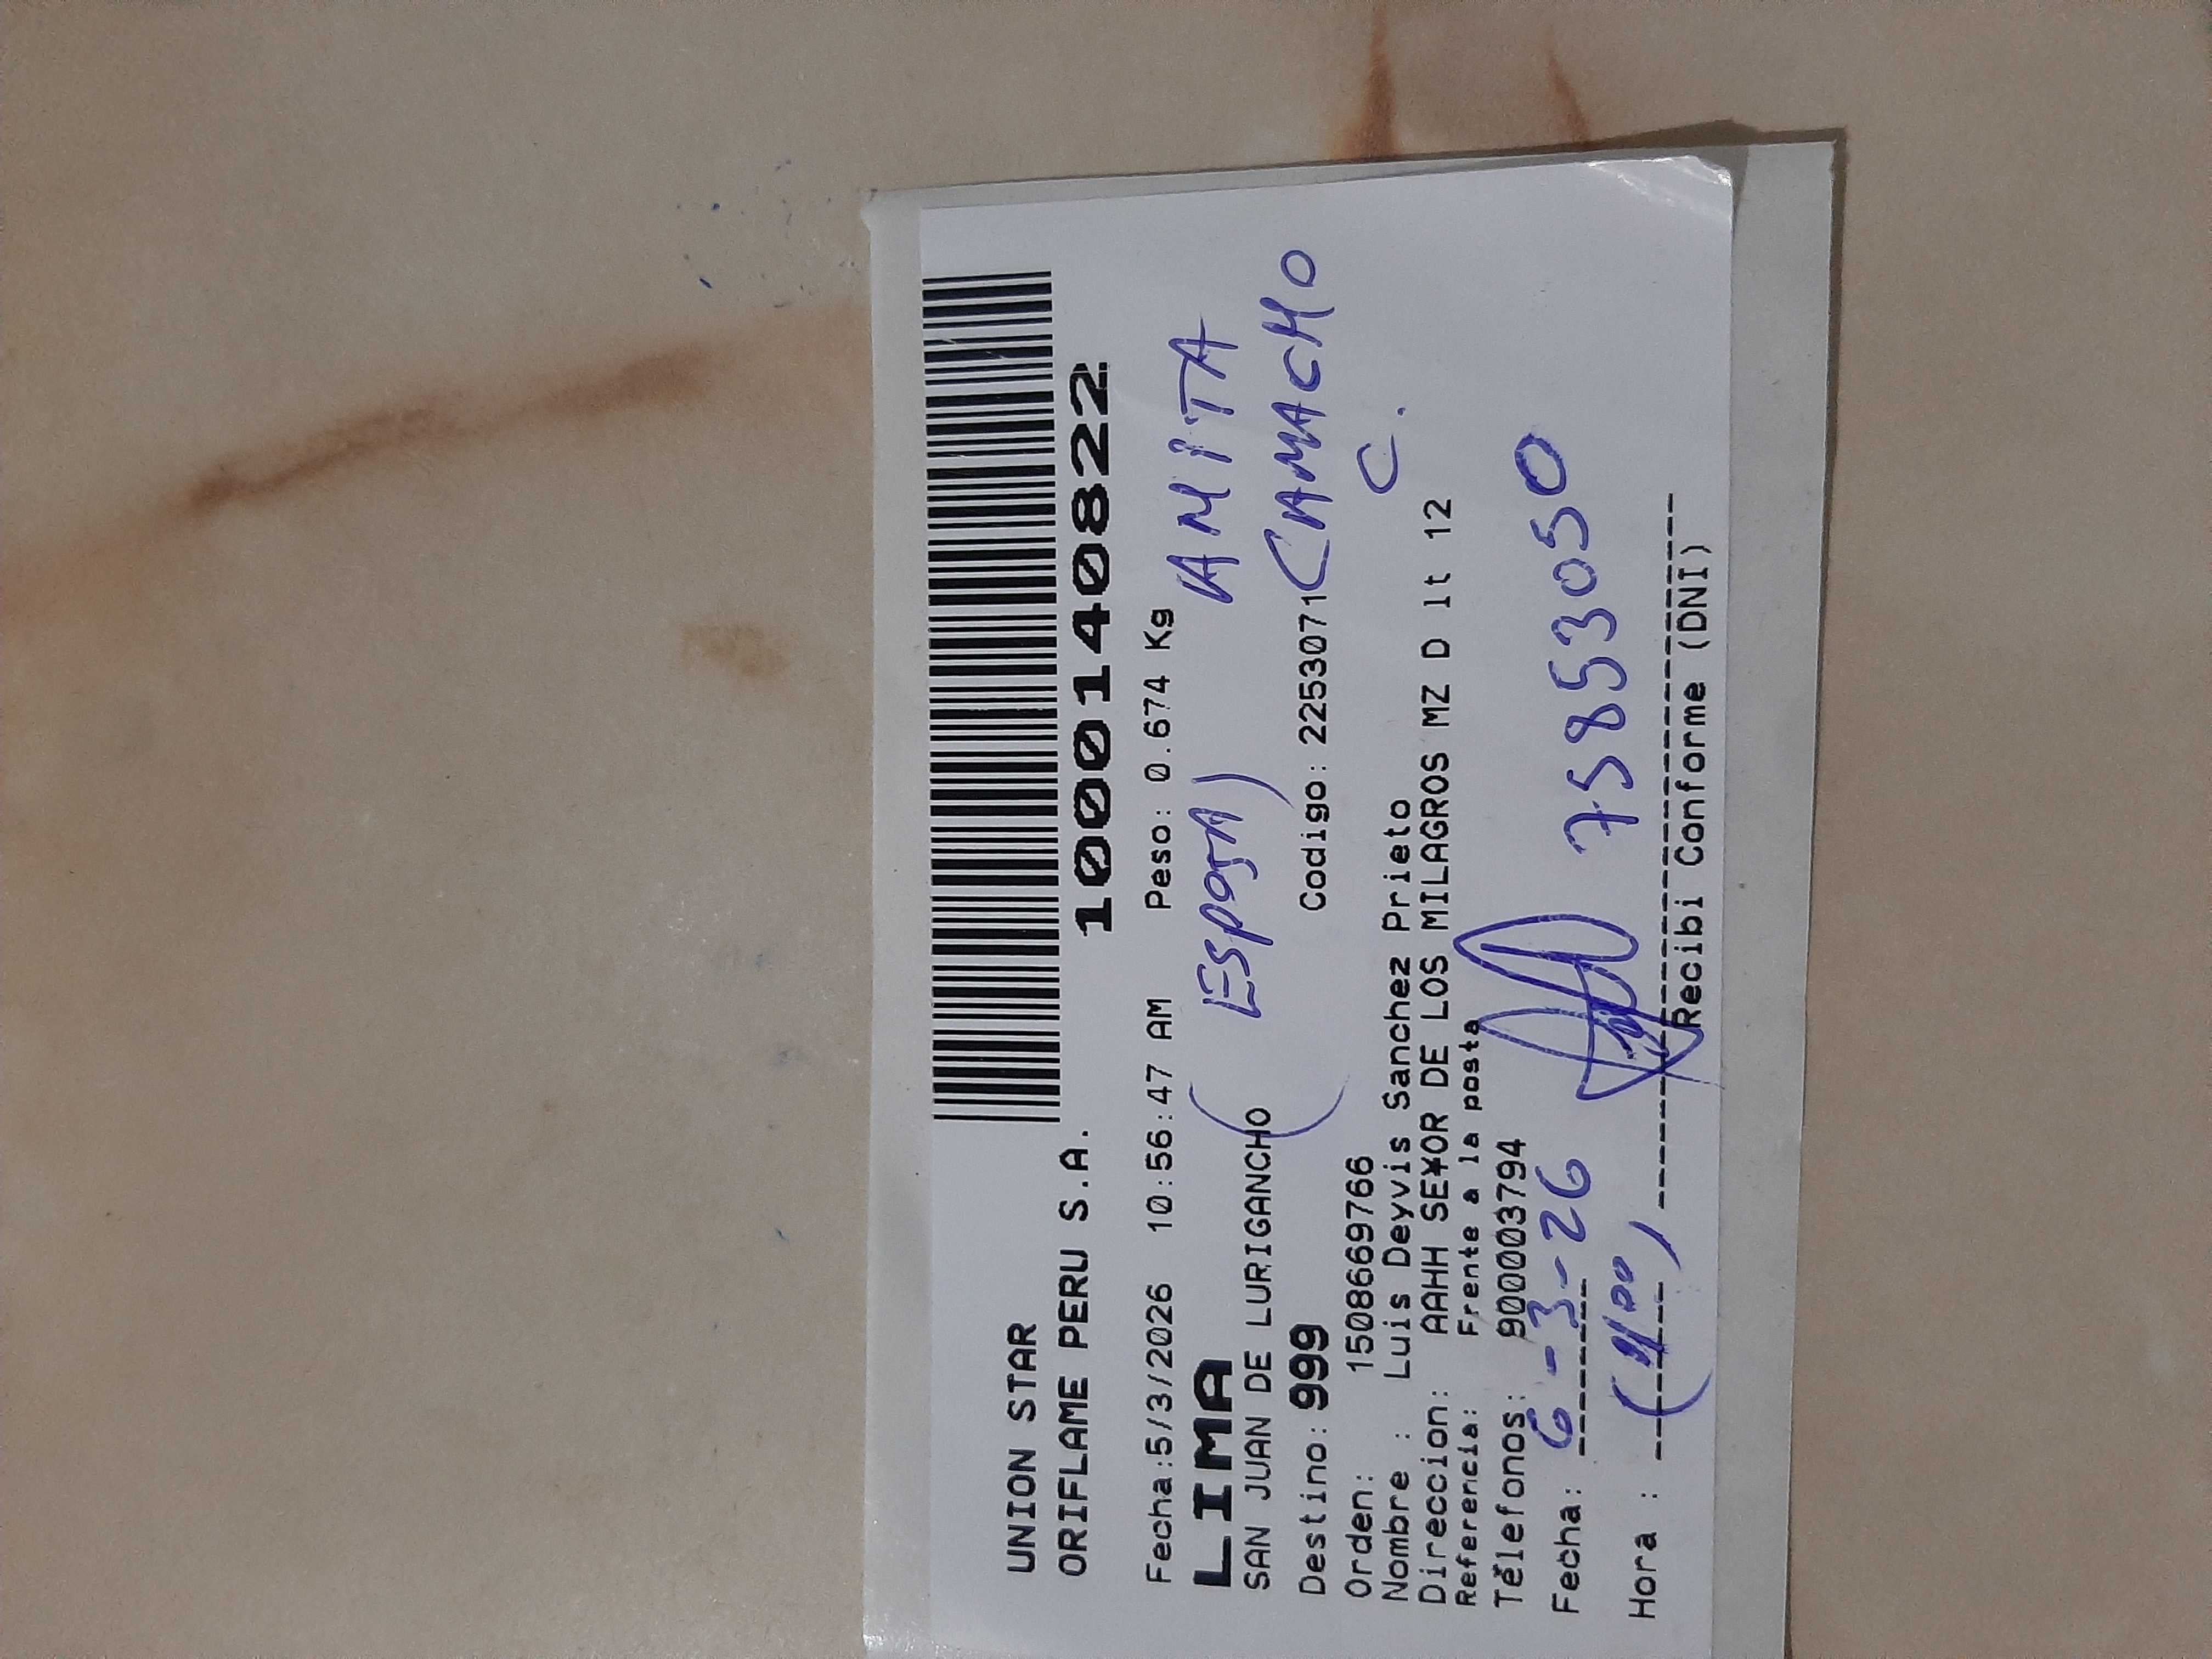 UNION STAR
ORIFLAME PERU S.A.
10001140822
Fecha:5/3/2026 10:56:47 AM Peso: 0.674 Kg
LIMA
SAN JUAN DE LURIGANCHO
(ESPOSA) VANITA
CAMACHO
C.
Destino: 999 Codigo: 2253071
Orden: 1508669766
Nombre : Luis Deyvis Sanchez Prieto
Direccion: AAHH SE¥OR DE LOS MILAGROS MZ D lt 12
Referencia: Frente a la posta
Télefonos: 900003794
Fecha: 6-3-26 75853050
Hora :
Recibi Conforme (DNI)